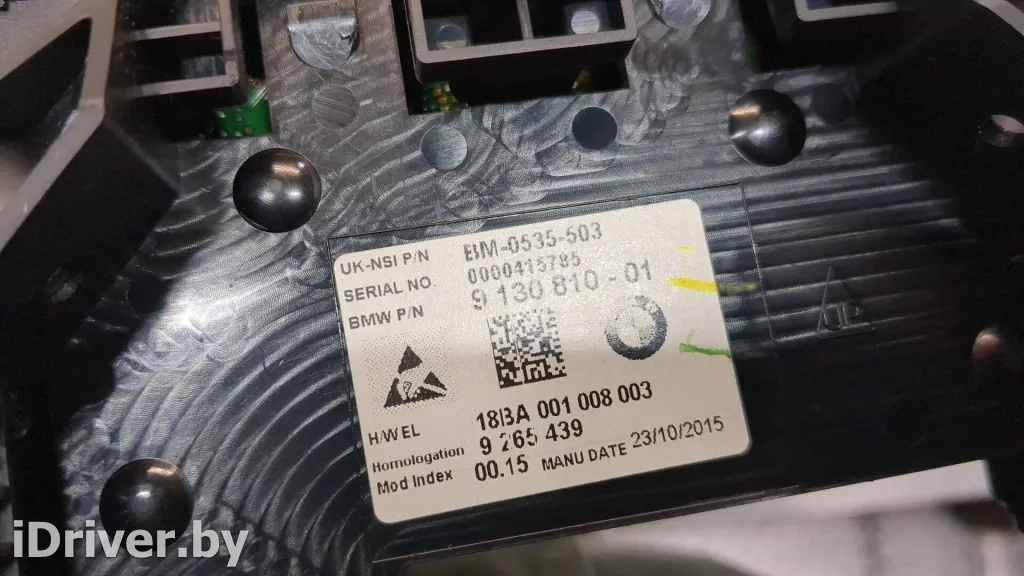 UK-NSI P/N BM-0535-503
SERIAL NO. 0000415785
BMW P/N 9 130 810 - 01
H/W EL 18BA 001 008 003
Homologation 9 265 439
Mod Index 00.15 MANU DATE 23/10/2015
iDriver.by